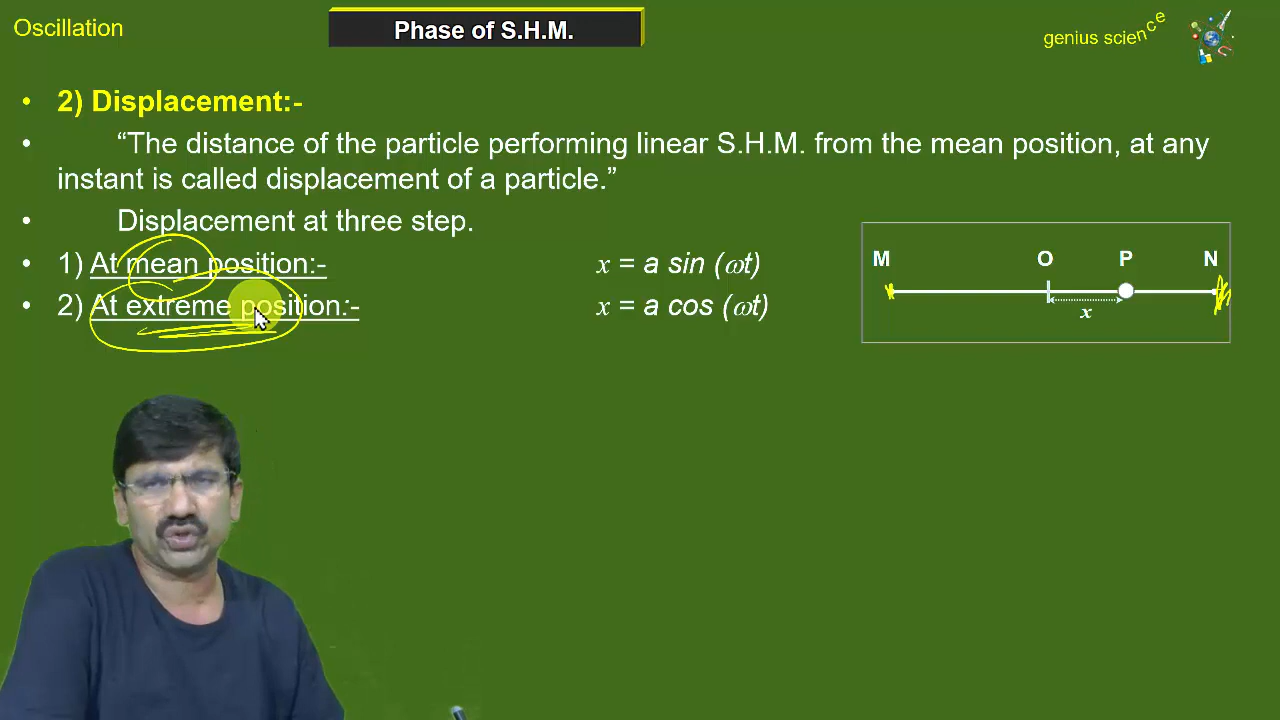 Oscillation
Phase of S.H.M.
genius science
• 2) Displacement:-
• “The distance of the particle performing linear S.H.M. from the mean position, at any
instant is called displacement of a particle.”
• Displacement at three step.
• 1) At mean position:- x = a sin (ωt)
• 2) At extreme position:- x = a cos (ωt)
M O P N
x